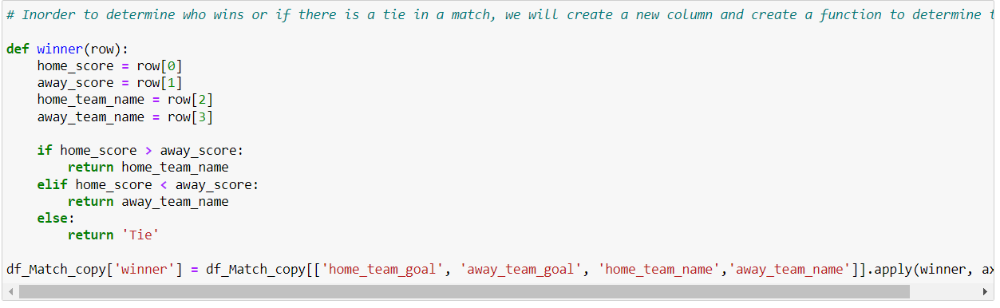 # Inorder to determine who wins or if there is a tie in a match, we will create a new column and create a function to determine
def winner(row):
    home_score = row[0]
    away_score = row[1]
    home_team_name = row[2]
    away_team_name = row[3]
    if home_score > away_score:
        return home_team_name
    elif home_score < away_score:
        return away_team_name
    else:
        return 'Tie'
df_Match_copy['winner'] = df_Match_copy[['home_team_goal', 'away_team_goal', 'home_team_name','away_team_name']].apply(winner, ax